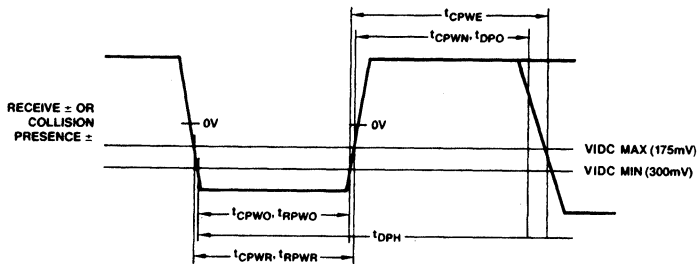 tCPWE
tCPWN, tDPO
RECEIVE ± OR
COLLISION
PRESENCE ±
0V
0V
VIDC MAX (175mV)
VIDC MIN (300mV)
tCPWO, tRPWO
tDPH
tCPWR, tRPWR